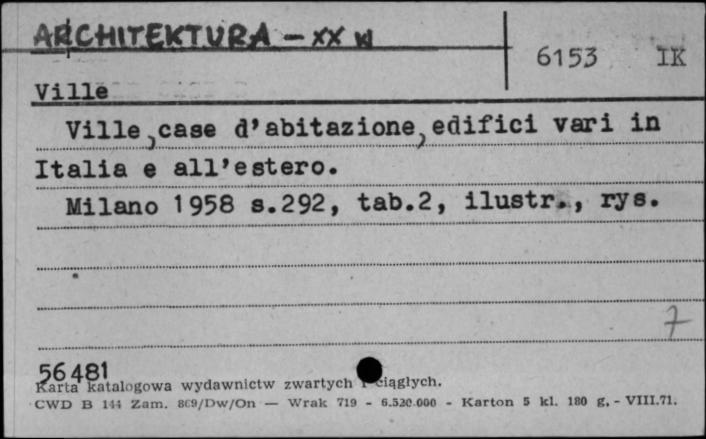 ARCHITEKTURA – XX W
6153 IK
Ville
Ville, case d'abitazione, edifici vari in
Italia e all'estero.
Milano 1958 s.292, tab.2, ilustr., rys.
7
56481
Karta katalogowa wydawnictw zwartych i ciągłych.
CWD B 144 Zam. 869/Dw/On — Wrak 719 - 6.520.000 - Karton 5 kl. 180 g. - VIII.71.